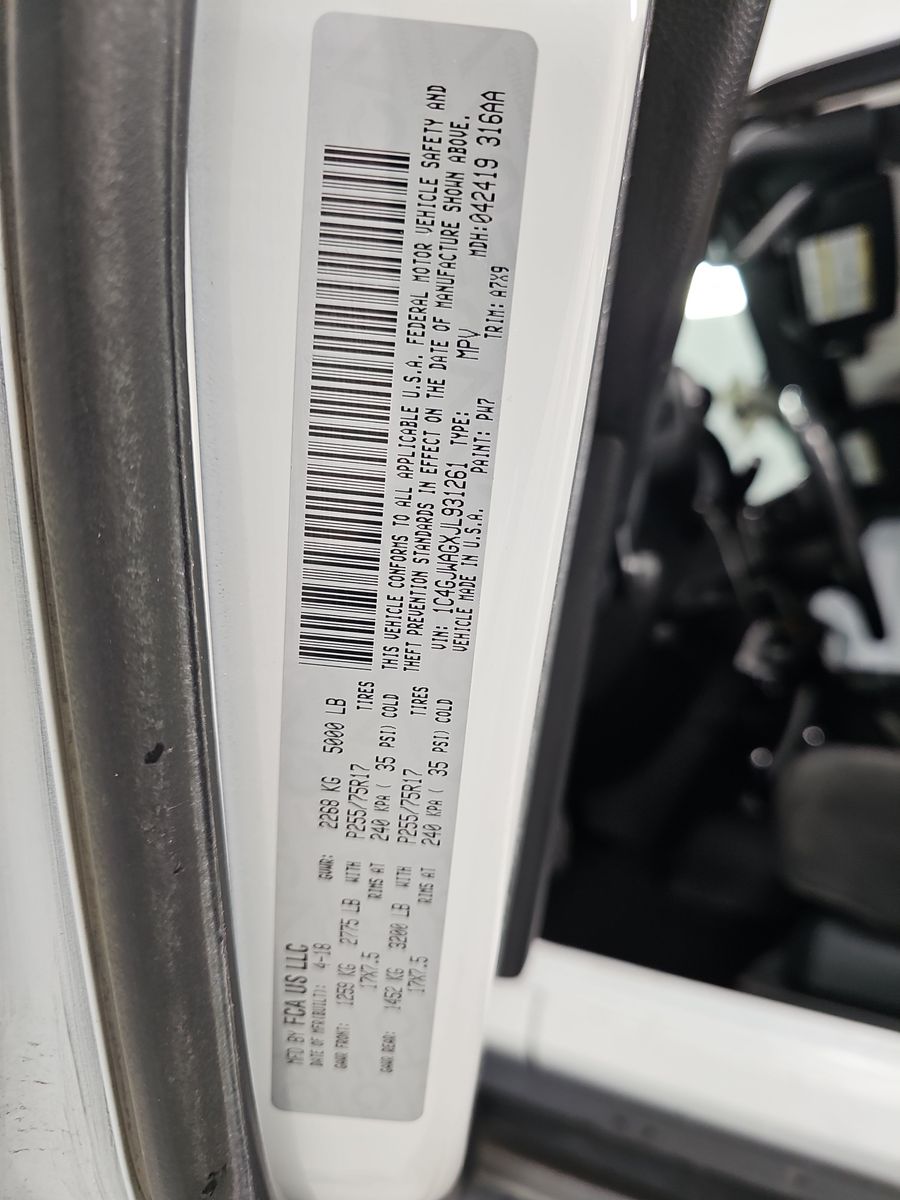 MFD BY FCA US LLC
DATE OF MFR(BUILT): 4-18 GVWR: 2268 KG 5000 LB
GAWR FRONT: 1259 KG 2775 LB WITH P255/75R17 TIRES
17X7.5 RIMS AT 240 KPA ( 35 PSI) COLD
GAWR REAR: 1452 KG 3200 LB WITH P255/75R17 TIRES
17X7.5 RIMS AT 240 KPA ( 35 PSI) COLD
THIS VEHICLE CONFORMS TO ALL APPLICABLE U.S.A. FEDERAL MOTOR VEHICLE SAFETY AND
THEFT PREVENTION STANDARDS IN EFFECT ON THE DATE OF MANUFACTURE SHOWN ABOVE.
VIN: 1C4GJWAGXJL931261 TYPE: MPV MDH:042419 316AA
VEHICLE MADE IN U.S.A. PAINT: PW7 TRIM: A7X9